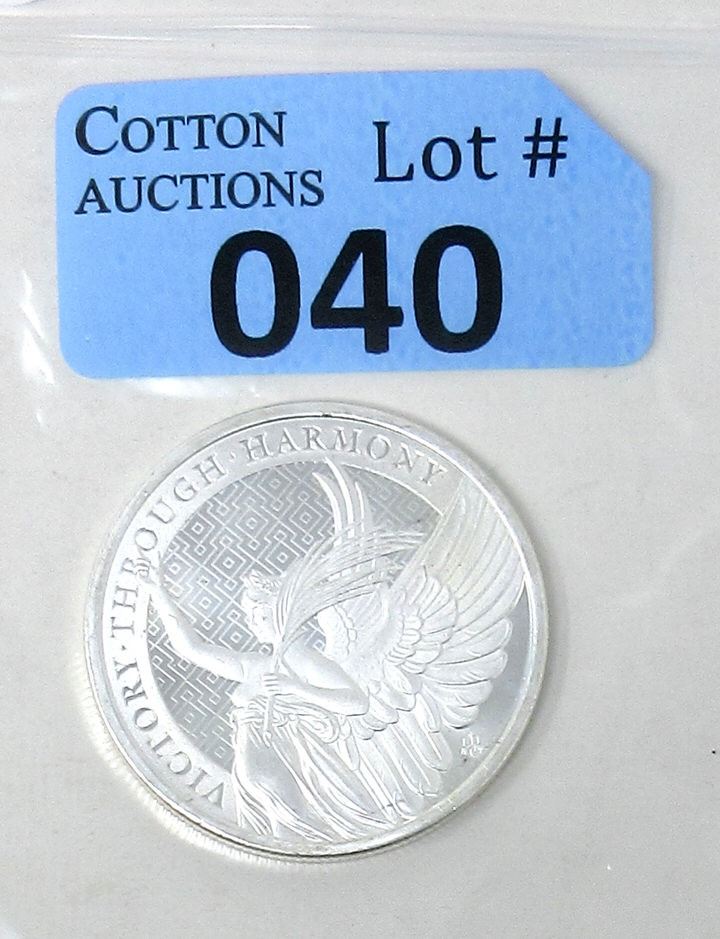 COTTON
AUCTIONS
Lot #
040
VICTORY·THROUGH·HARMONY